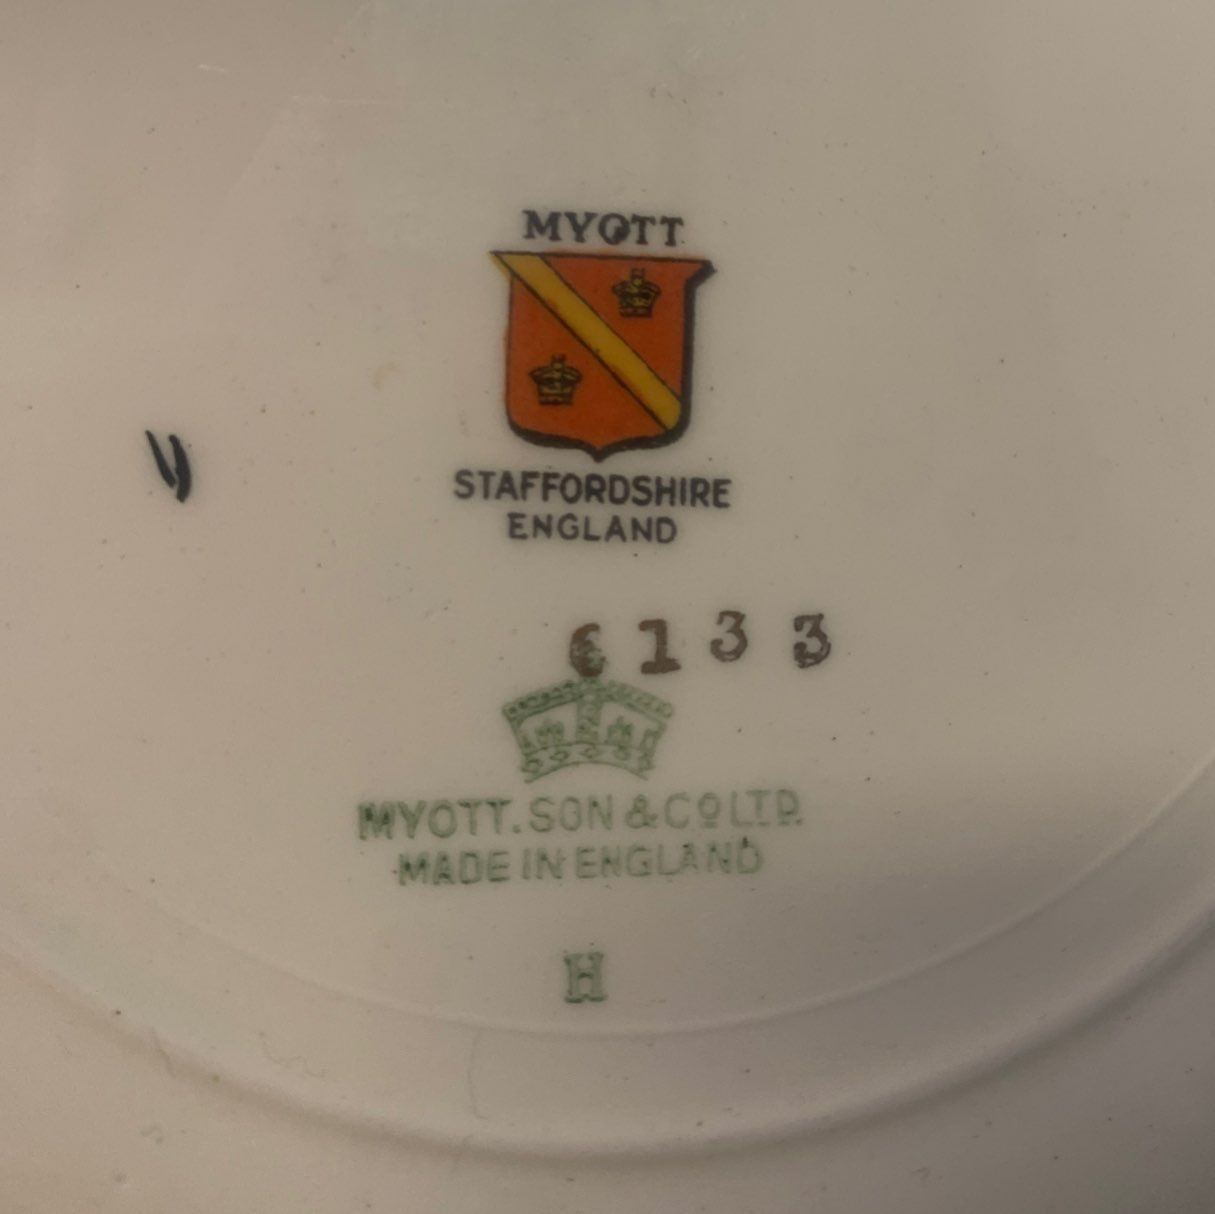 MYOTT
STAFFORDSHIRE
ENGLAND
6133
MYOTT. SON & Cº LTD.
MADE IN ENGLAND
H